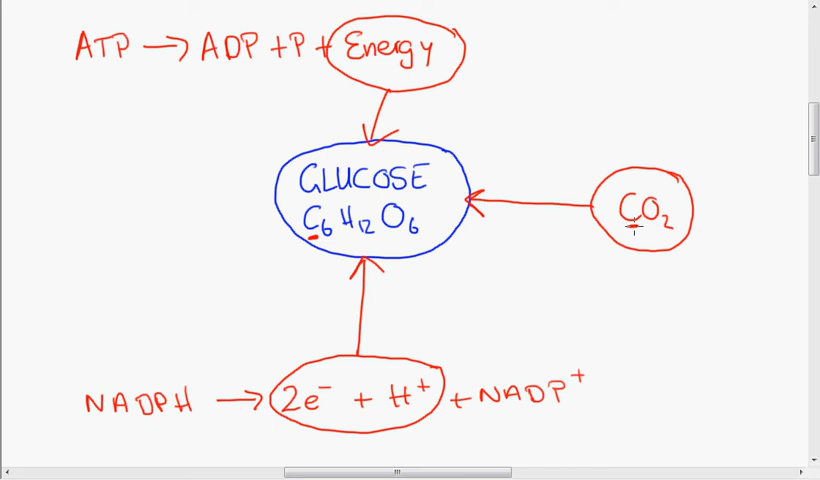 ATP → ADP + P + Energy
GLUCOSE
C₆H₁₂O₆
CO₂
NADPH → 2e⁻ + H⁺ + NADP⁺